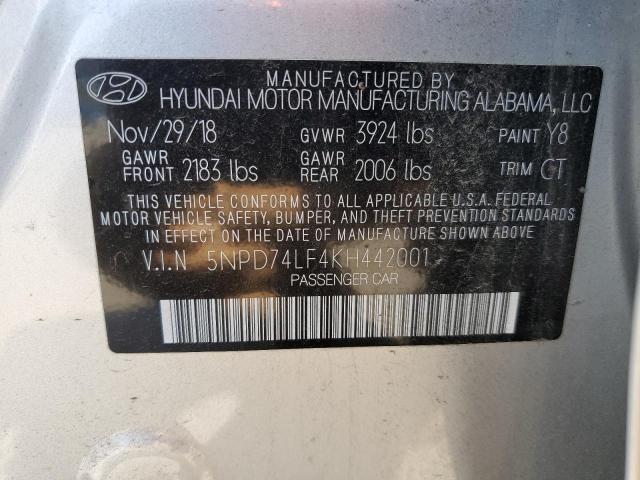 MANUFACTURED BY
HYUNDAI MOTOR MANUFACTURING ALABAMA, LLC
Nov/29/18 GVWR 3924 lbs PAINT Y8
GAWR FRONT 2183 lbs GAWR REAR 2006 lbs TRIM CT
THIS VEHICLE CONFORMS TO ALL APPLICABLE U.S.A. FEDERAL
MOTOR VEHICLE SAFETY, BUMPER, AND THEFT PREVENTION STANDARDS
IN EFFECT ON THE DATE OF MANUFACTURE SHOWN ABOVE.
V.I.N 5NPD74LF4KH442001
PASSENGER CAR